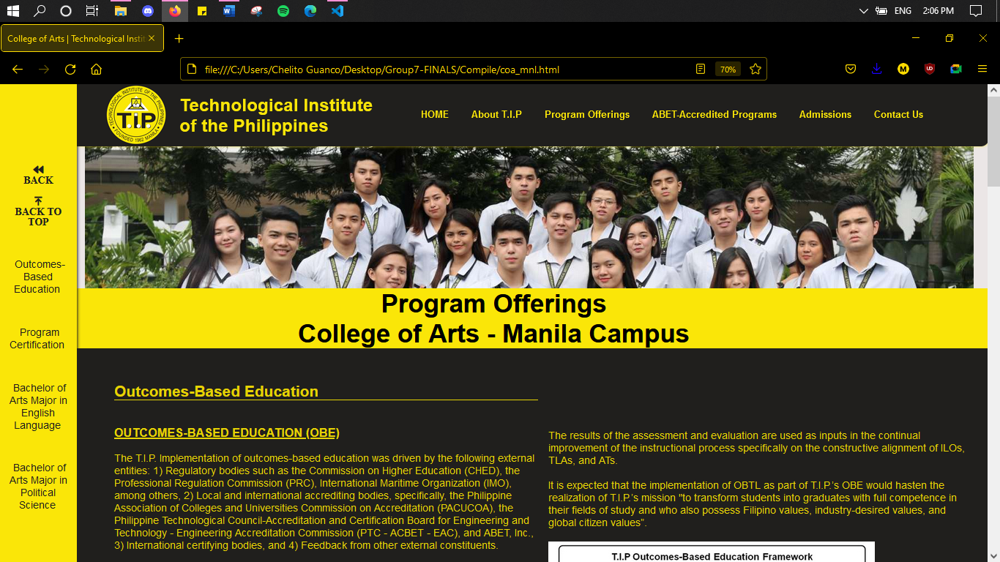 ENG
2:06 PM
College of Arts | Technological Instit
file:///C:/Users/Chelito Guanco/Desktop/Group7-FINALS/Compile/coa_mnl.html
70%
TECHNOLOGICAL INSTITUTE OF THE PHILIPPINES
T.I.P.
FOUNDED 1962 MANILA
Technological Institute
of the Philippines
HOME
About T.I.P
Program Offerings
ABET-Accredited Programs
Admissions
Contact Us
BACK
BACK TO
TOP
Outcomes-
Based
Education
Program
Certification
Bachelor of
Arts Major in
English
Language
Bachelor of
Arts Major in
Political
Science
Program Offerings
College of Arts - Manila Campus
Outcomes-Based Education
OUTCOMES-BASED EDUCATION (OBE)
The T.I.P. Implementation of outcomes-based education was driven by the following external
entities: 1) Regulatory bodies such as the Commission on Higher Education (CHED), the
Professional Regulation Commission (PRC), International Maritime Organization (IMO),
among others, 2) Local and international accrediting bodies, specifically, the Philippine
Association of Colleges and Universities Commission on Accreditation (PACUCOA), the
Philippine Technological Council-Accreditation and Certification Board for Engineering and
Technology - Engineering Accreditation Commission (PTC - ACBET - EAC), and ABET, Inc.,
3) International certifying bodies, and 4) Feedback from other external constituents.
The results of the assessment and evaluation are used as inputs in the continual
improvement of the instructional process specifically on the constructive alignment of ILOs,
TLAs, and ATs.
It is expected that the implementation of OBTL as part of T.I.P.'s OBE would hasten the
realization of T.I.P.'s mission "to transform students into graduates with full competence in
their fields of study and who also possess Filipino values, industry-desired values, and
global citizen values”.
T.I.P Outcomes-Based Education Framework